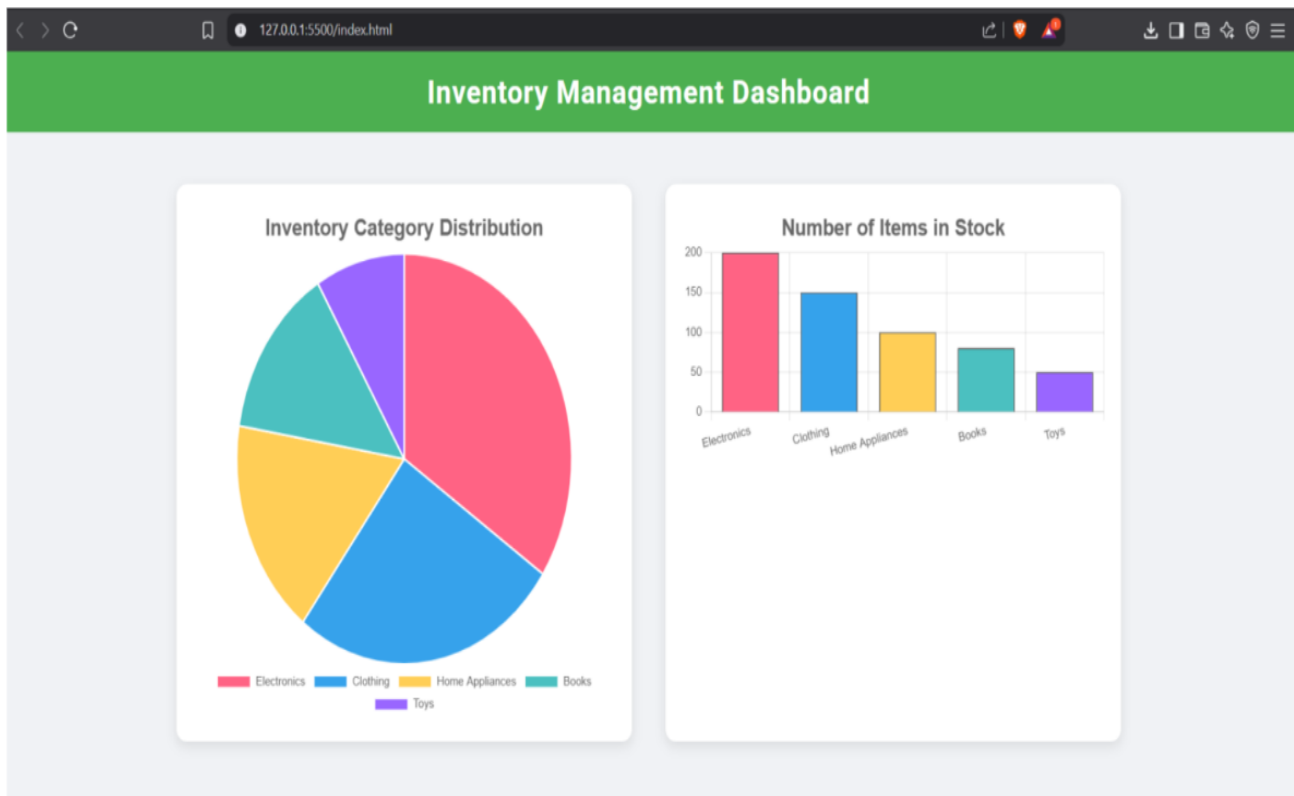 127.0.0.1:5500/index.html
Inventory Management Dashboard
Inventory Category Distribution
Electronics Clothing Home Appliances Books
Toys
Number of Items in Stock
200
150
100
50
0
Electronics Clothing Home Appliances Books Toys